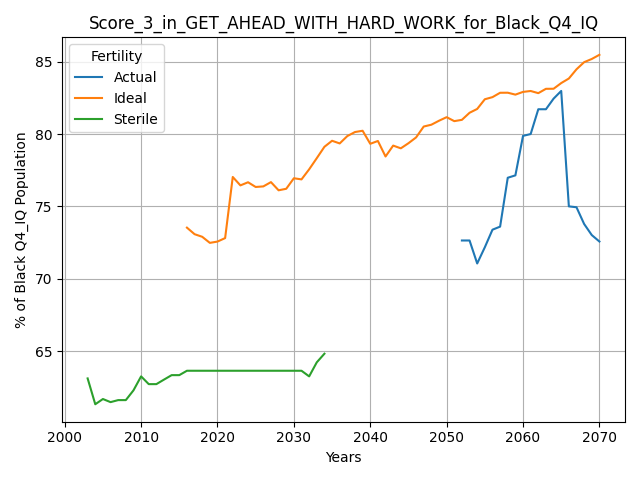 Score_3_in_GET_AHEAD_WITH_HARD_WORK_for_Black_Q4_IQ
Fertility
Actual
Ideal
Sterile
% of Black Q4_IQ Population
85
80
75
70
65
2000 2010 2020 2030 2040 2050 2060 2070
Years